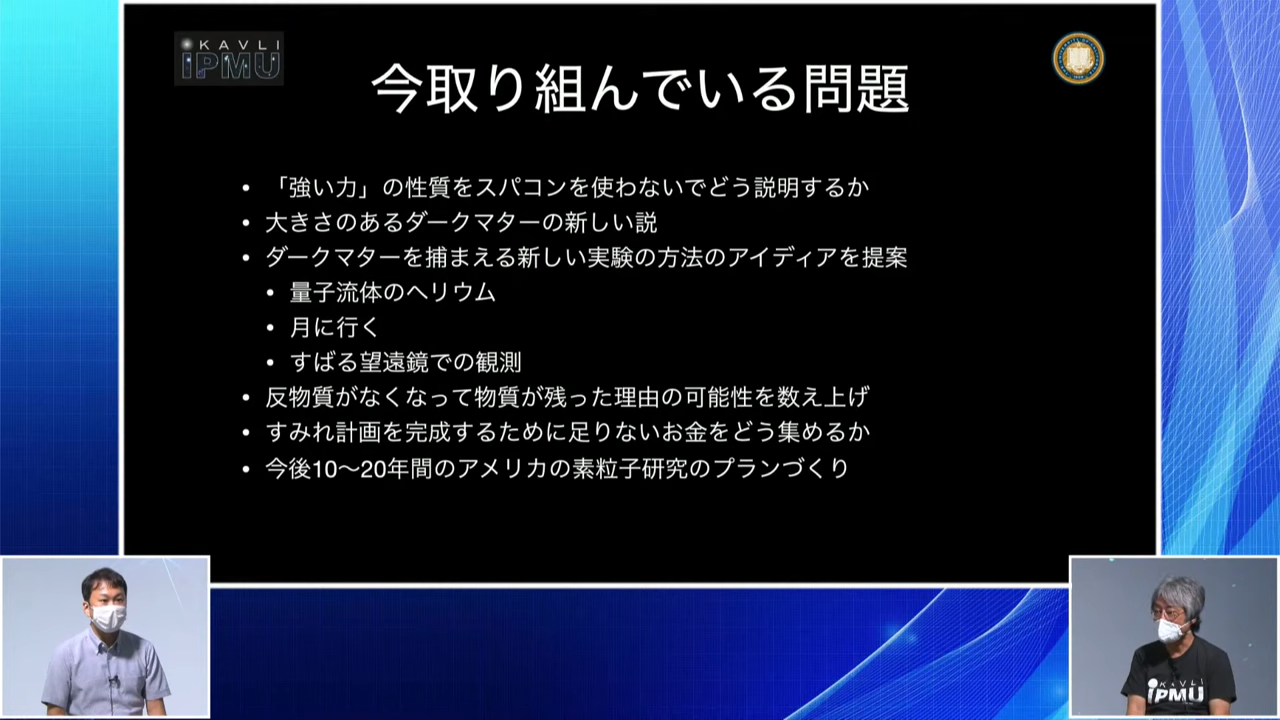 KAVLI
IPMU
今取り組んでいる問題
• 「強い力」の性質をスパコンを使わないでどう説明するか
• 大きさのあるダークマターの新しい説
• ダークマターを捕まえる新しい実験の方法のアイディアを提案
• 量子流体のヘリウム
• 月に行く
• すばる望遠鏡での観測
• 反物質がなくなって物質が残った理由の可能性を数え上げ
• すみれ計画を完成するために足りないお金をどう集めるか
• 今後10〜20年間のアメリカの素粒子研究のプランづくり
KAVLI
IPMU